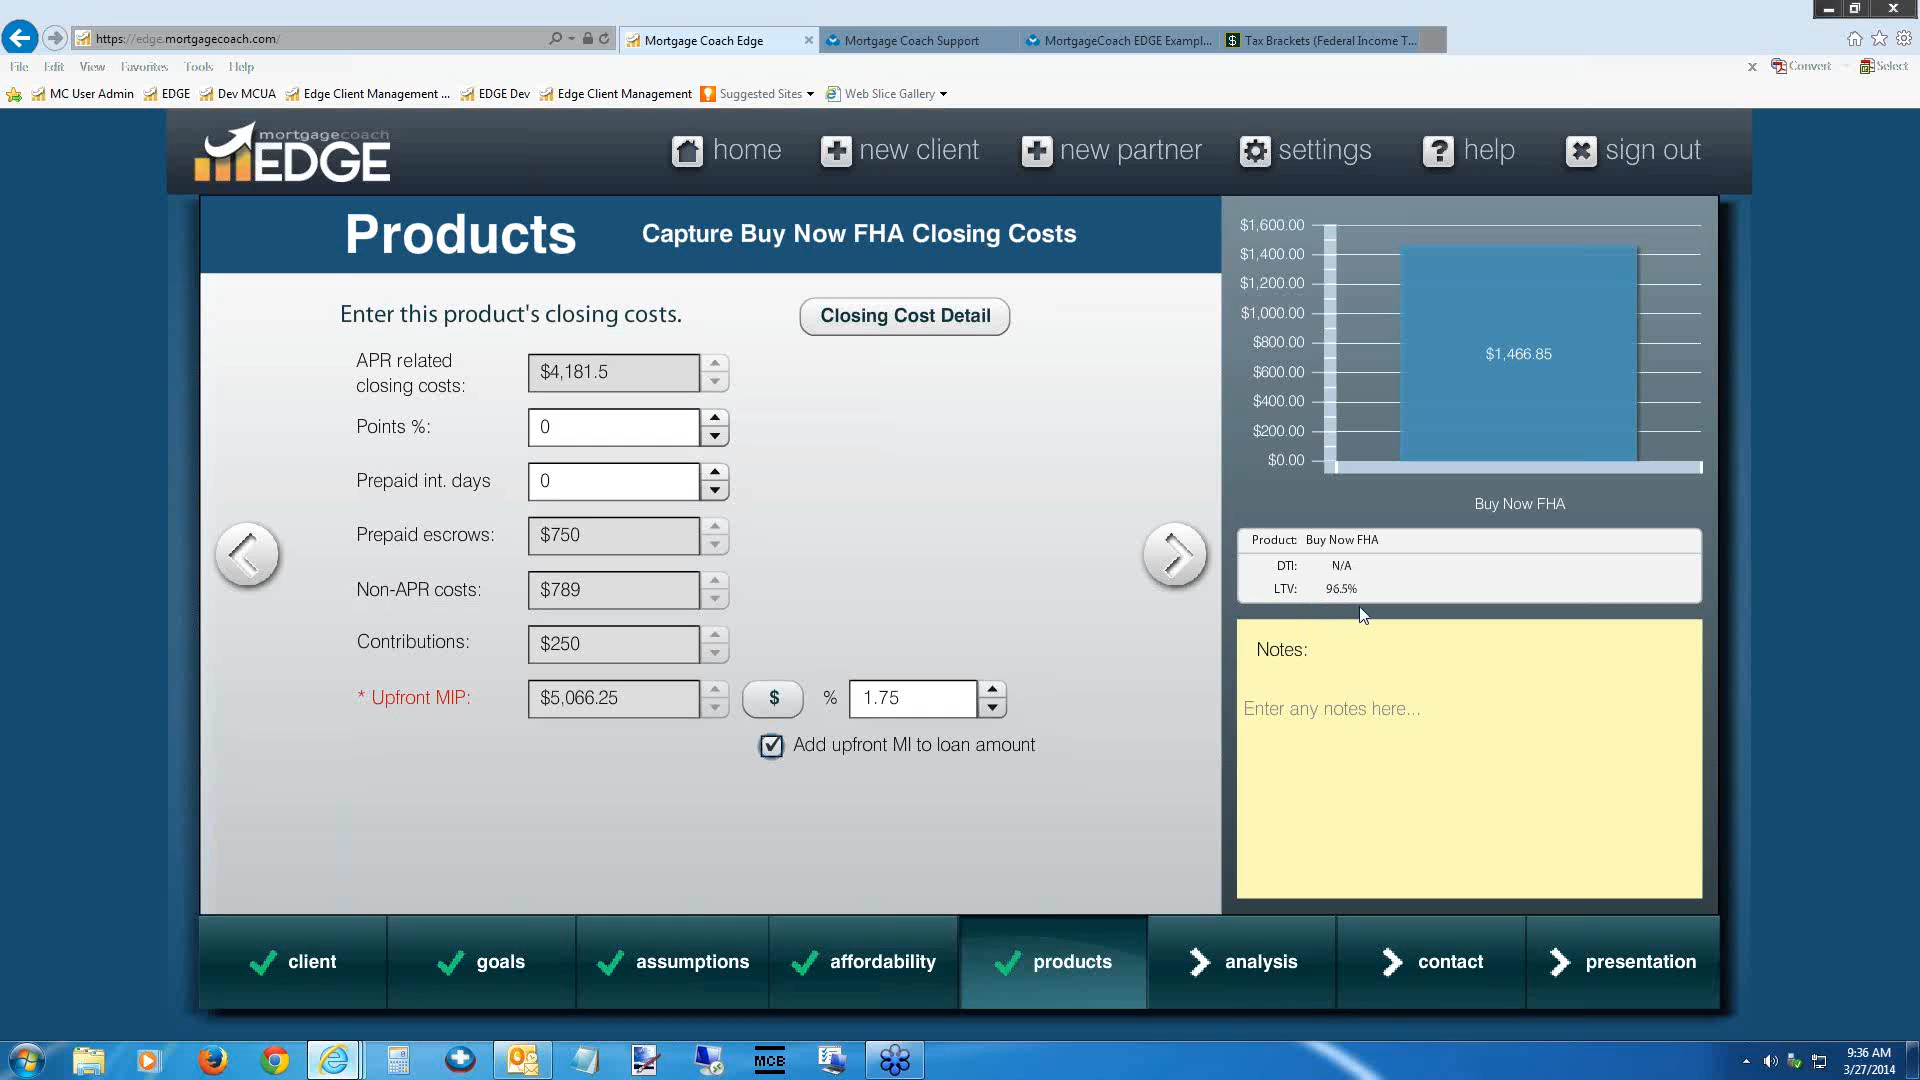 https://edge.mortgagecoach.com/
Mortgage Coach Edge
Mortgage Coach Support
MortgageCoach EDGE Exampl...
Tax Brackets (Federal Income T...
File Edit View Favorites Tools Help
Convert
Select
MC User Admin
EDGE
Dev MCUA
Edge Client Management ...
EDGE Dev
Edge Client Management
Suggested Sites
Web Slice Gallery
mortgagecoach
EDGE
home
new client
new partner
settings
help
sign out
Products
Capture Buy Now FHA Closing Costs
Enter this product's closing costs.
Closing Cost Detail
APR related
closing costs:
$4,181.5
Points %:
0
Prepaid int. days
0
Prepaid escrows:
$750
Non-APR costs:
$789
Contributions:
$250
* Upfront MIP:
$5,066.25
$
%
1.75
Add upfront MI to loan amount
$1,600.00
$1,400.00
$1,200.00
$1,000.00
$800.00
$600.00
$400.00
$200.00
$0.00
$1,466.85
Buy Now FHA
Product: Buy Now FHA
DTI: N/A
LTV: 96.5%
Notes:
Enter any notes here...
client
goals
assumptions
affordability
products
analysis
contact
presentation
MCB
9:36 AM
3/27/2014